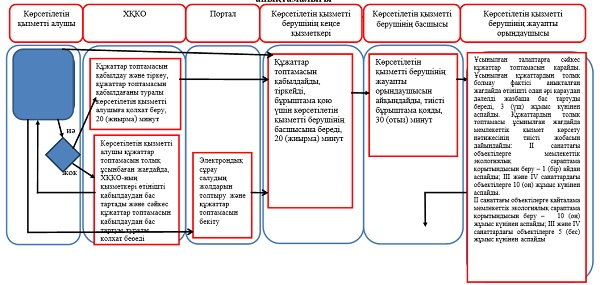 анықтамалығы
Көрсетілетін қызметті
қызметті алушы
ХҚКО
Портал
Көрсетілетін қызметті
берушінің кеңсе
қызметкері
Көрсетілетін қызметті
берушінің басшысы
Көрсетілетін қызметті
берушінің жауапты
орындаушысы
иә
жоқ
Құжаттар топтамасын
қабылдау және тіркеу,
құжаттар топтамасын
қабылдағаны туралы
көрсетілетін қызметті
алушыға қолхат беру,
20 (жиырма) минут
Көрсетілетін қызметті
алушы құжаттар
топтамасын толық
ұсынбаған жағдайда,
ХҚКО-ның
қызметкері өтінішті
қабылдаудан бас
тартады және сәйкес
құжаттар топтамасын
қабылдаудан бас
тартуы туралы
қолхат береді
Электрондық
сұрау
салудың
жолдарын
толтыру және
құжаттар
топтамасын
бекіту
Құжаттар
топтамасын
қабылдайды,
тіркейді,
бұрыштама қою
үшін көрсетілетін
қызметті берушінің
басшысына береді,
20 (жиырма) минут
Көрсетілетін
қызметті берушінің
жауапты
орындаушысын
айқындайды, тиісті
бұрыштама қояды,
30 (отыз) минут
Ұсынылған талаптарға сәйкес
құжаттар топтамасын қарайды.
Ұсынылған құжаттардың толық
болмау фактісі анықталған
жағдайда өтінішті одан әрі қараудан
дәлелді жазбаша бас тартуды
береді, 3 (үш) жұмыс күнінен
аспайды. Құжаттардың толық
топтамасы ұсынылған жағдайда
мемлекеттік қызмет көрсету
нәтижесінің тиісті жобасын
дайындайды: II санаттағы
объектілерге мемлекеттік
экологиялық сараптама
қорытындысын беру – 1 (бір) айдан
аспайды; III және IV санаттардағы
объектілерге 10 (он) жұмыс күнінен
аспайды.
II санаттағы объектілерге қайталама
мемлекеттік экологиялық сараптама
қорытындысын беру – 10 (он)
жұмыс күнінен аспайды; III және IV
санаттардағы объектілерге 5 (бес)
жұмыс күнінен аспайды